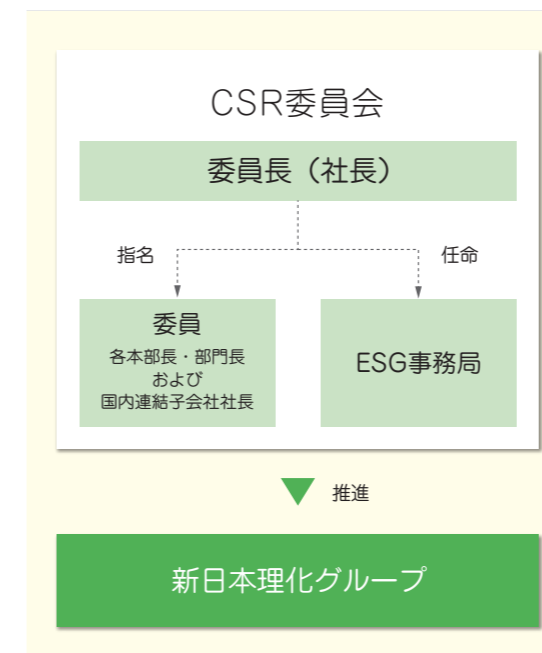 CSR委員会
委員長（社長）
指名
任命
委員
各本部長・部門長
および
国内連結子会社社長
ESG事務局
推進
新日本理化グループ